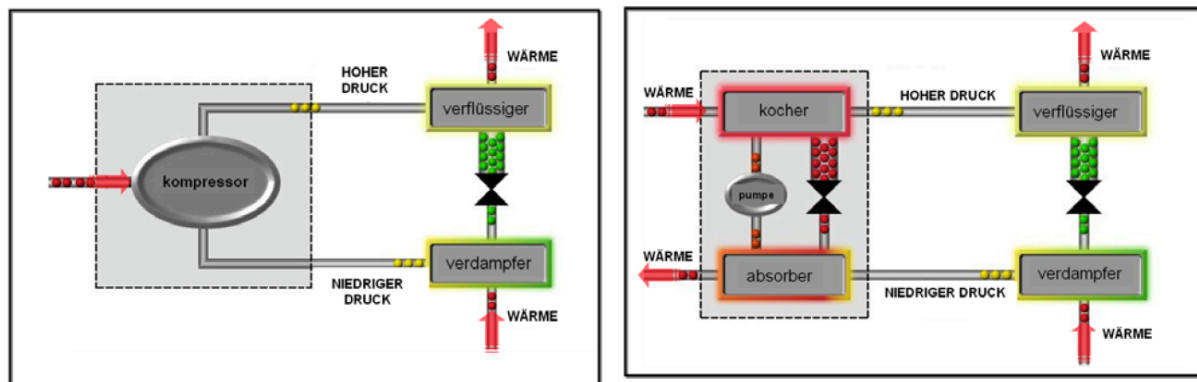 WÄRME
HOHER
DRUCK
verflüssiger
kompressor
verdampfer
NIEDRIGER
DRUCK
WÄRME
WÄRME
WÄRME
kocher
HOHER DRUCK
verflüssiger
pumpe
WÄRME
absorber
NIEDRIGER DRUCK
verdampfer
WÄRME